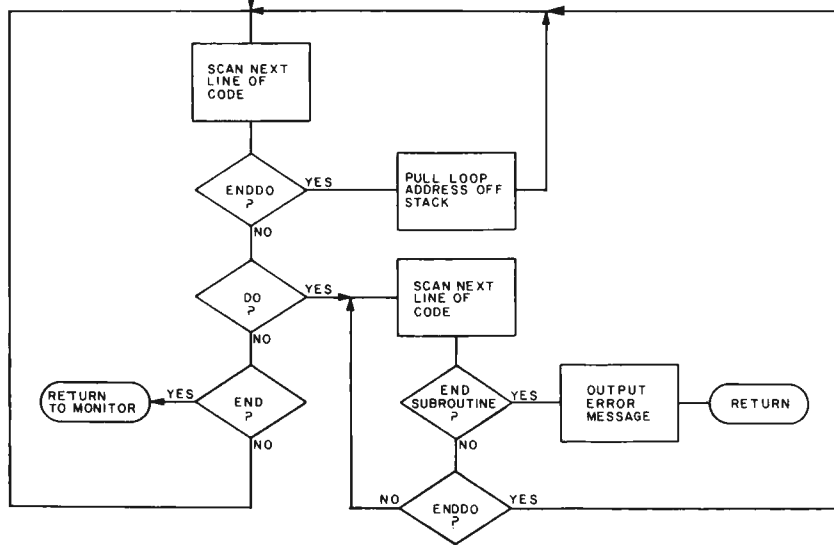 SCAN NEXT
LINE OF
CODE
ENDDO
?
YES
PULL LOOP
ADDRESS OFF
STACK
NO
DO
?
YES
SCAN NEXT
LINE OF
CODE
NO
RETURN
TO MONITOR
YES
END
?
END
SUBROUTINE
?
YES
OUTPUT
ERROR
MESSAGE
RETURN
NO
NO
NO
ENDDO
?
YES